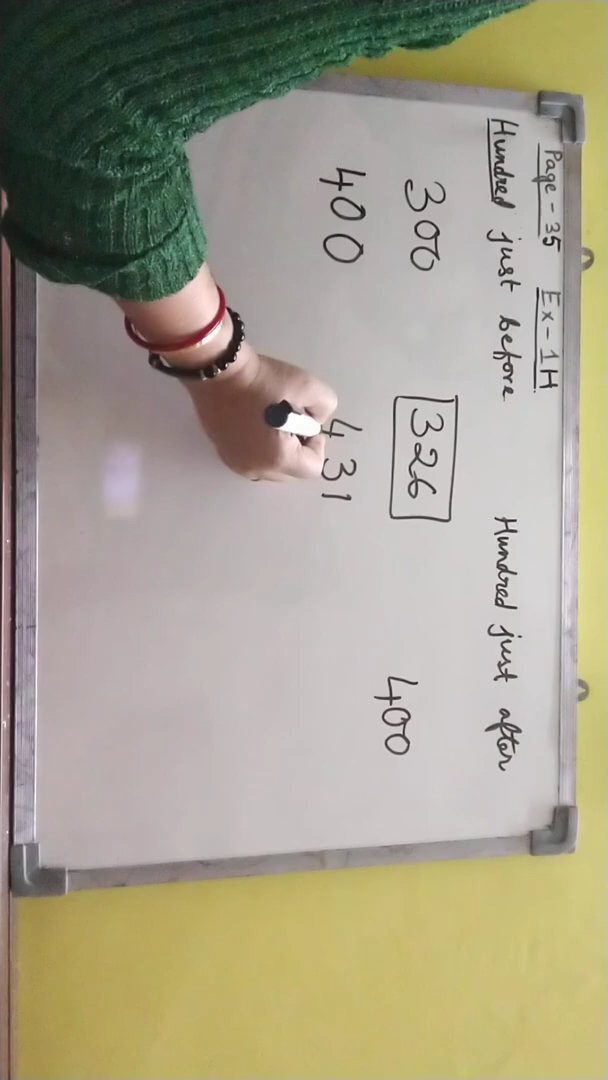 Page - 35 Ex - 1H
Hundred just before Hundred just after
300 326 400
400 431